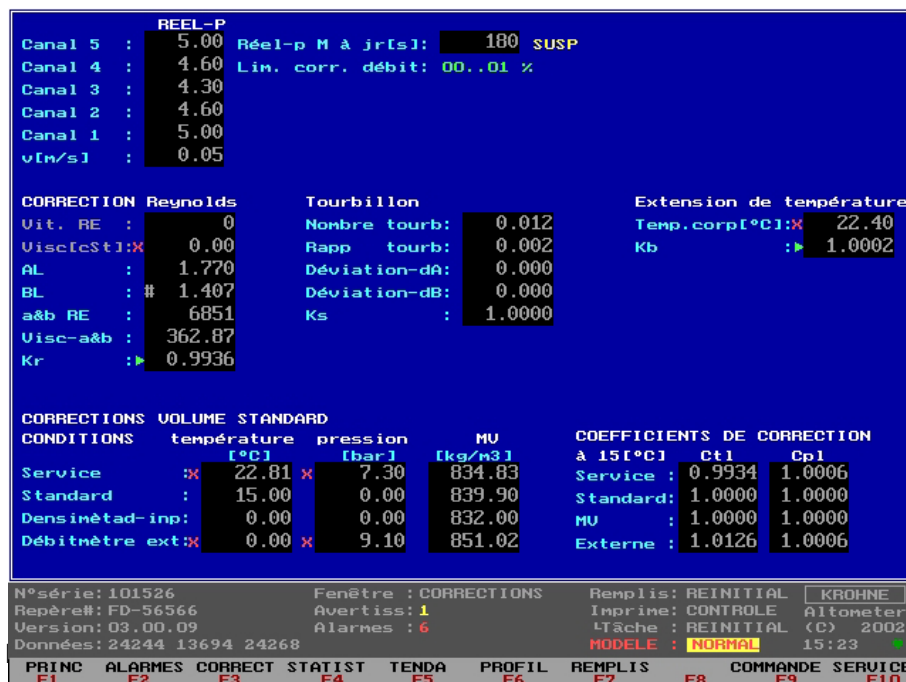 REEL-P
Canal 5 : 5.00 Réel-p M à jr[s]: 180 SUSP
Canal 4 : 4.60 Lim. corr. débit: 00..01 %
Canal 3 : 4.30
Canal 2 : 4.60
Canal 1 : 5.00
v[m/s] : 0.05
CORRECTION Reynolds Tourbillon Extension de température
Vit. RE : 0 Nombre tourb: 0.012 Temp.corp[°C]:x 22.40
Visc[cSt]:x 0.00 Rapp tourb: 0.002 Kb :► 1.0002
AL : 1.770 Déviation-dA: 0.000
BL : # 1.407 Déviation-dB: 0.000
a&b RE : 6851 Ks : 1.0000
Visc-a&b : 362.87
Kr :► 0.9936
CORRECTIONS VOLUME STANDARD
CONDITIONS température pression MV COEFFICIENTS DE CORRECTION
[°C] [bar] [kg/m3] à 15[°C] Ctl Cpl
Service :x 22.81 x 7.30 834.83 Service : 0.9934 1.0006
Standard : 15.00 0.00 839.90 Standard: 1.0000 1.0000
Densimètad-inp: 0.00 0.00 832.00 MV : 1.0000 1.0000
Débitmètre ext:x 0.00 x 9.10 851.02 Externe : 1.0126 1.0006
N°série: 101526 Fenêtre : CORRECTIONS Remplis: REINITIAL KROHNE
Repère#: FD-56566 Avertiss: 1 Imprime: CONTROLE Altometer
Version: 03.00.09 Alarmes : 6 └Tâche : REINITIAL (C) 2002
Données: 24244 13694 24268 MODELE : NORMAL 15:23 ♥
PRINC ALARMES CORRECT STATIST TENDA PROFIL REMPLIS COMMANDE SERVICE
F1 F2 F3 F4 F5 F6 F7 F8 F9 F10